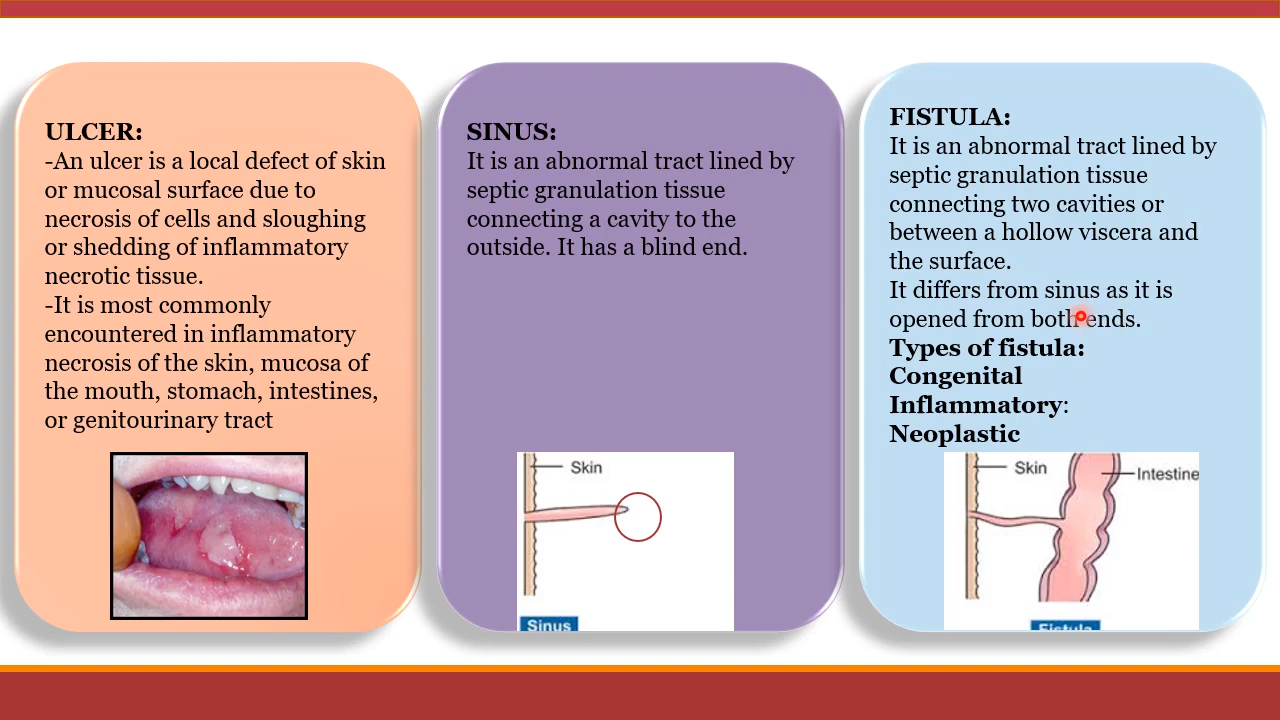 ULCER:
-An ulcer is a local defect of skin
or mucosal surface due to
necrosis of cells and sloughing
or shedding of inflammatory
necrotic tissue.
-It is most commonly
encountered in inflammatory
necrosis of the skin, mucosa of
the mouth, stomach, intestines,
or genitourinary tract
SINUS:
It is an abnormal tract lined by
septic granulation tissue
connecting a cavity to the
outside. It has a blind end.
Skin
Sinus
FISTULA:
It is an abnormal tract lined by
septic granulation tissue
connecting two cavities or
between a hollow viscera and
the surface.
It differs from sinus as it is
opened from both ends.
Types of fistula:
Congenital
Inflammatory:
Neoplastic
Skin
Intestine
Fistula